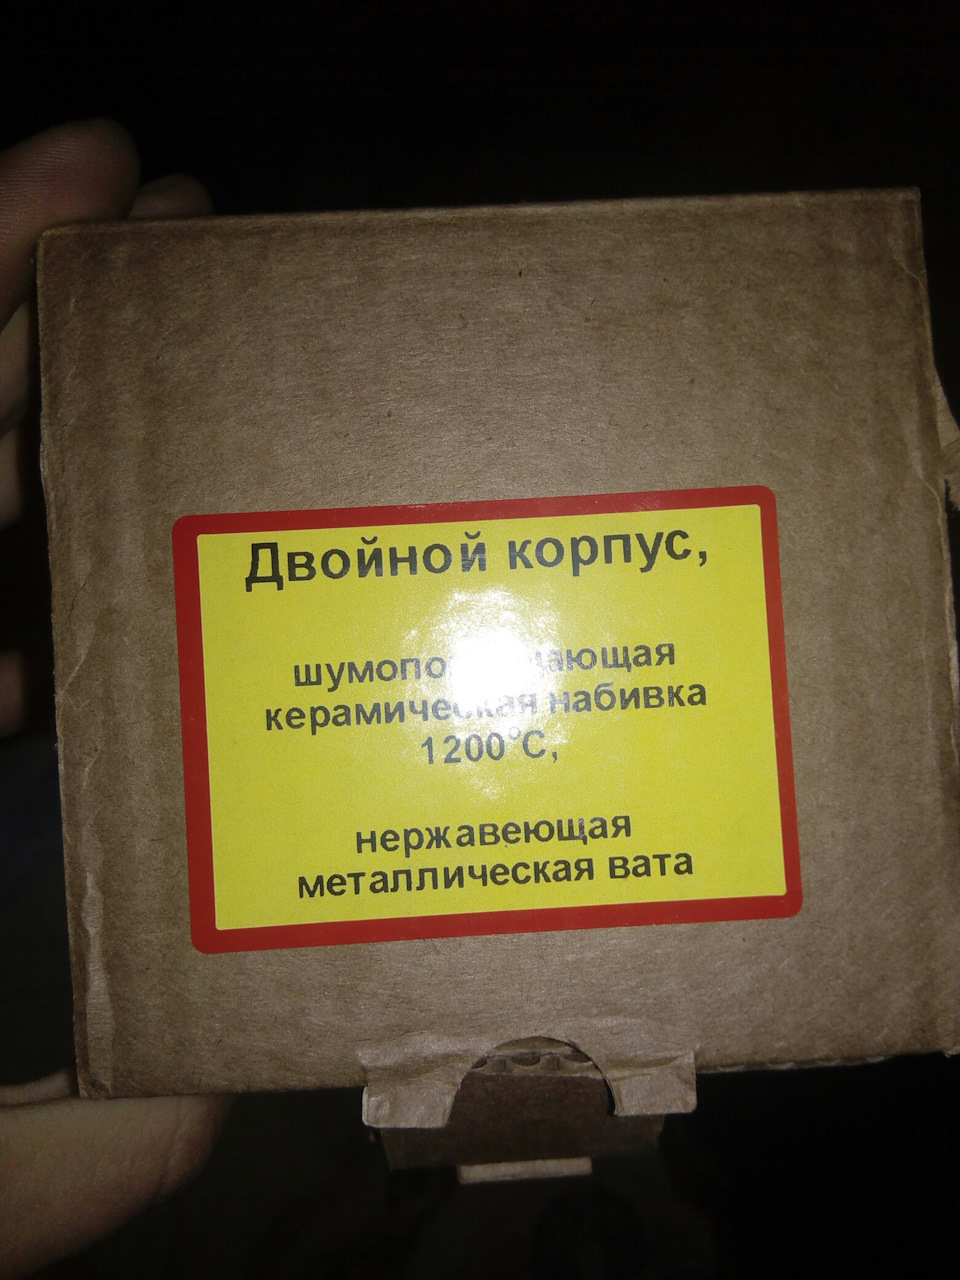 Двойной корпус,
керамическая набивка
1200°С,
нержавеющая
металлическая вата